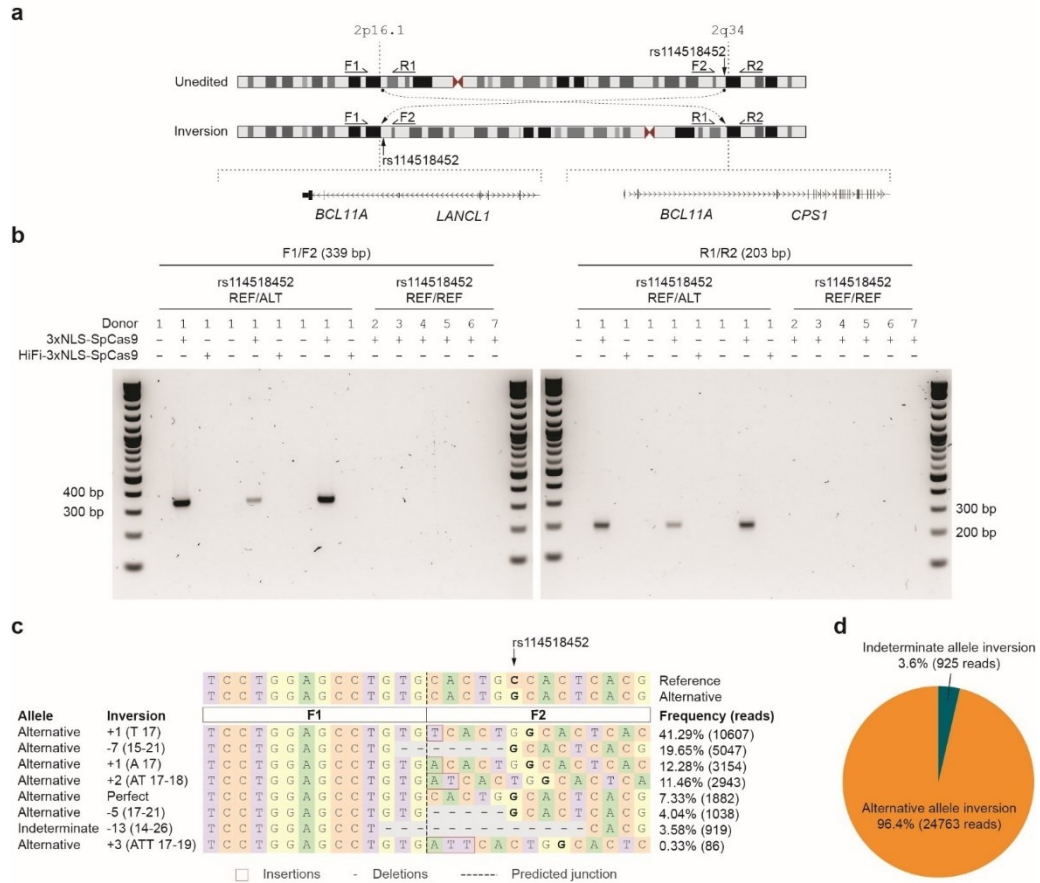 a
2p16.1 2q34
rs114518452
F1 R1 F2 R2
Unedited
F1 F2 R1 R2
Inversion
rs114518452
BCL11A LANCL1 BCL11A CPS1
b
F1/F2 (339 bp) R1/R2 (203 bp)
rs114518452 rs114518452 rs114518452 rs114518452
REF/ALT REF/REF REF/ALT REF/REF
Donor 1 1 1 1 1 1 1 1 1 2 3 4 5 6 7 1 1 1 1 1 1 1 1 1 2 3 4 5 6 7
3xNLS-SpCas9 – + – – + – – + – + + + + + + – + – – + – – + – + + + + + +
HiFi-3xNLS-SpCas9 – – + – – + – – + – – – – – – – – + – – + – – + – – – – – –
400 bp
300 bp
300 bp
200 bp
c
rs114518452
T C C T G G A G C C T G T G C A C T G C C A C T C A C G Reference
T C C T G G A G C C T G T G C A C T G G C A C T C A C G Alternative
Allele Inversion F1 F2 Frequency (reads)
Alternative +1 (T 17) T C C T G G A G C C T G T G T C A C T G G C A C T C A C 41.29% (10607)
Alternative -7 (15-21) T C C T G G A G C C T G - - - - - - - G C A C T C A C G 19.65% (5047)
Alternative +1 (A 17) T C C T G G A G C C T G T G A C A C T G G C A C T C A C 12.28% (3154)
Alternative +2 (AT 17-18) T C C T G G A G C C T G T G A T C A C T G G C A C T C A 11.46% (2943)
Alternative Perfect T C C T G G A G C C T G T G C A C T G G C A C T C A C G 7.33% (1882)
Alternative -5 (17-21) T C C T G G A G C C T G T G - - - - - G C A C T C A C G 4.04% (1038)
Indeterminate -13 (14-26) T C C T G G A G C C T - - - - - - - - - - - - - C A C G 3.58% (919)
Alternative +3 (ATT 17-19) T C C T G G A G C C T G T G A T T C A C T G G C A C T C 0.33% (86)
Insertions - Deletions ------ Predicted junction
d
Indeterminate allele inversion
3.6% (925 reads)
Alternative allele inversion
96.4% (24763 reads)